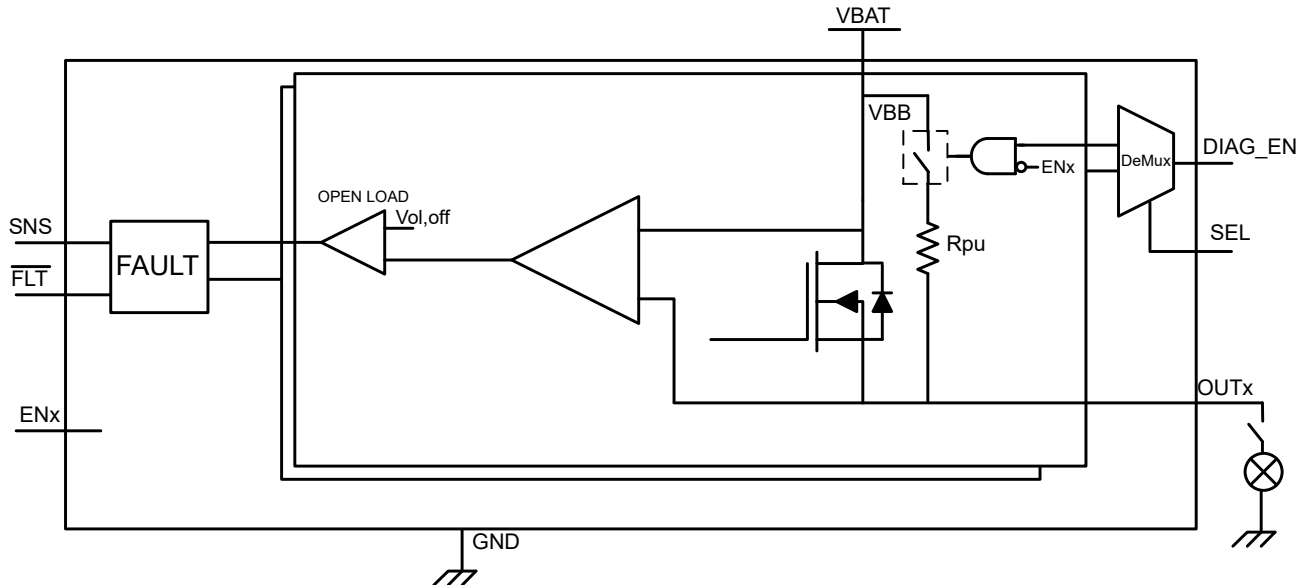 VBAT
VBB
DIAG_EN
DeMux
ENx
OPEN LOAD
Vol,off
SNS
SEL
Rpu
FAULT
FLT
OUTx
ENx
GND